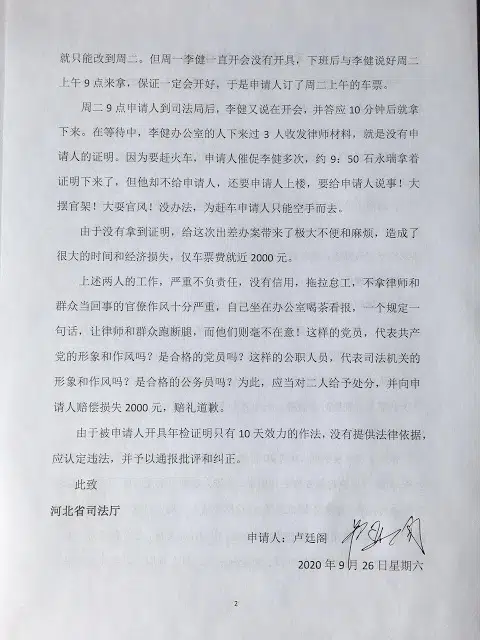 就只能改到周二。但周一李健一直开会没有开具，下班后与李健说好周二
上午 9 点来拿，保证一定会开好，于是申请人订了周二上午的车票。
周二 9 点申请人到司法局后，李健又说在开会，并答应 10 分钟后就拿
下来。在等待中，李健办公室的人下来过 3 人收发律师材料，就是没有申
请人的证明。因为要赶火车，申请人催促李健多次，约 9：50 石永瑞拿着
证明下来了，但他却不给申请人，还要申请人上楼，要给申请人说事！大
摆官架！大耍官风！没办法，为赶车申请人只能空手而去。
由于没有拿到证明，给这次出差办案带来了极大不便和麻烦，造成了
很大的时间和经济损失，仅车票费就近 2000 元。
上述两人的工作，严重不负责任，没有信用，拖拉怠工，不拿律师和
群众当回事的官僚作风十分严重，自己坐在办公室喝茶看报，一个规定一
句话，让律师和群众跑断腿，而他们则毫不在意！这样的党员，代表共产
党的形象和作风吗？是合格的党员吗？这样的公职人员，代表司法机关的
形象和作风吗？是合格的公务员吗？为此，应当对二人给予处分，并向申
请人赔偿损失 2000 元，赔礼道歉。
由于被申请人开具年检证明只有 10 天效力的作法，没有提供法律依据，
应认定违法，并予以通报批评和纠正。
此致
河北省司法厅
申请人：卢廷阁
2020 年 9 月 26 日星期六
2